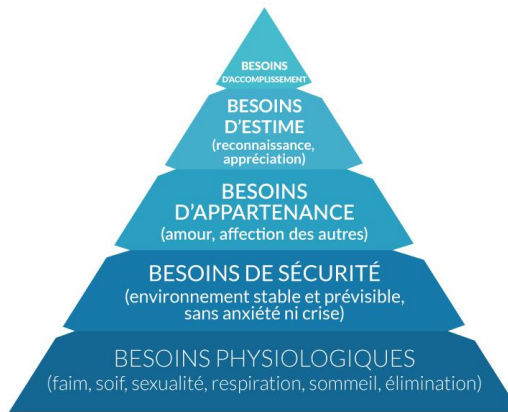 BESOINS
D'ACCOMPLISSEMENT
BESOINS
D'ESTIME
(reconnaissance,
appréciation)
BESOINS
D'APPARTENANCE
(amour, affection des autres)
BESOINS DE SÉCURITÉ
(environnement stable et prévisible,
sans anxiété ni crise)
BESOINS PHYSIOLOGIQUES
(faim, soif, sexualité, respiration, sommeil, élimination)